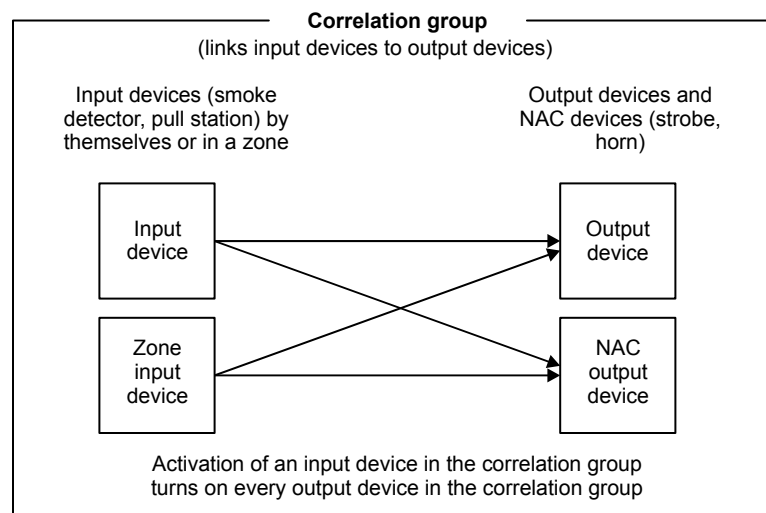 Correlation group
(links input devices to output devices)
Input devices (smoke
detector, pull station) by
themselves or in a zone
Output devices and
NAC devices (strobe,
horn)
Input
device
Output
device
Zone
input
device
NAC
output
device
Activation of an input device in the correlation group
turns on every output device in the correlation group